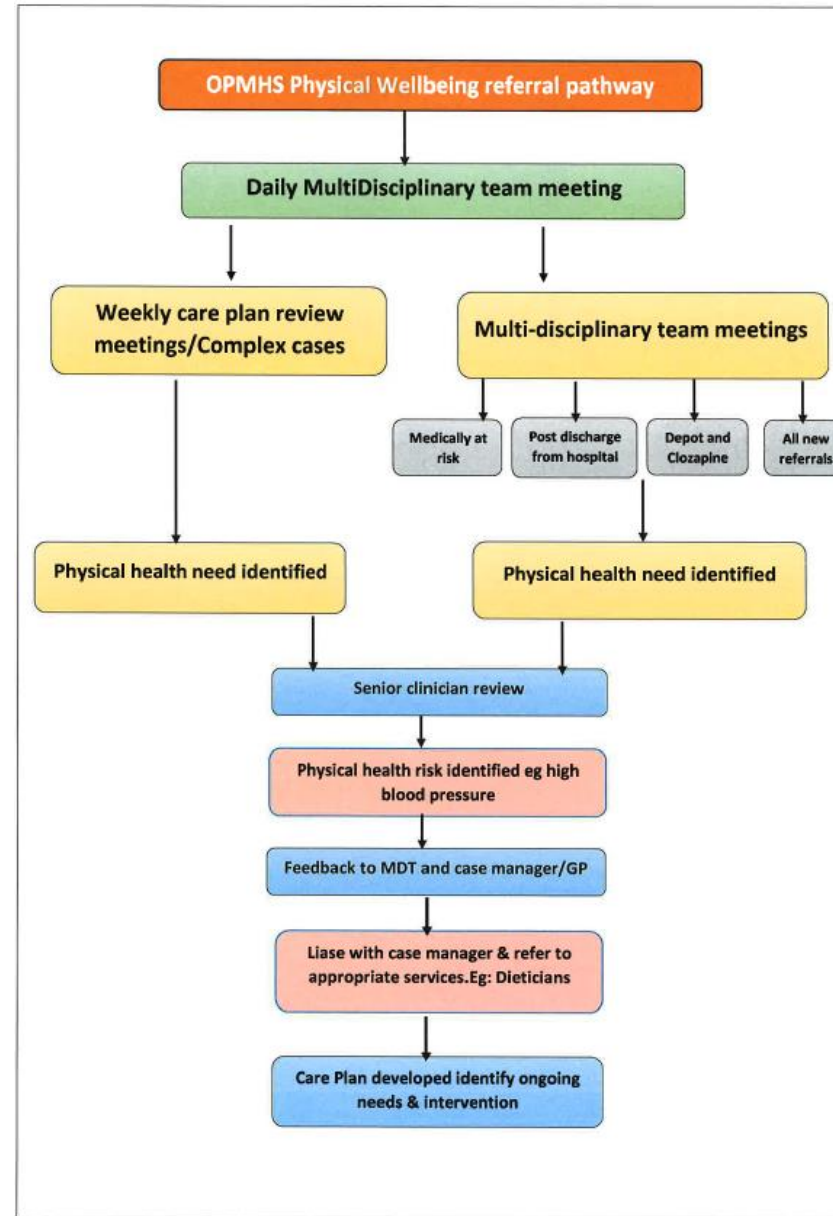 OPMHS Physical Wellbeing referral pathway
Daily MultiDisciplinary team meeting
Weekly care plan review
meetings/Complex cases
Multi-disciplinary team meetings
Medically at
risk
Post discharge
from hospital
Depot and
Clozapine
All new
referrals
Physical health need identified
Physical health need identified
Senior clinician review
Physical health risk identified eg high
blood pressure
Feedback to MDT and case manager/GP
Liase with case manager & refer to
appropriate services.Eg: Dieticians
Care Plan developed identify ongoing
needs & intervention